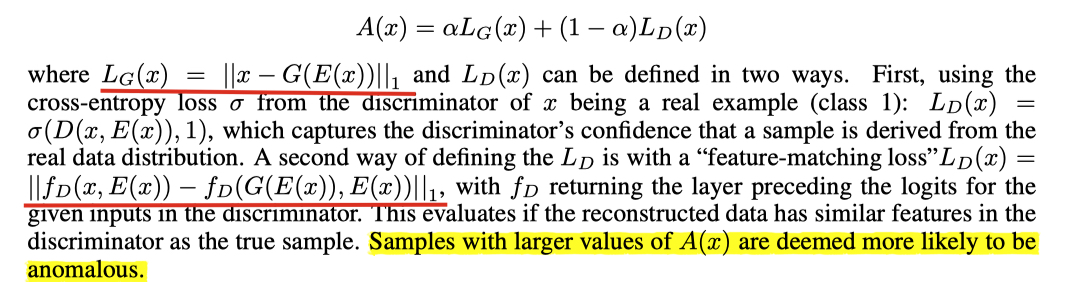 A(x) = αL_G(x) + (1 − α)L_D(x)
where L_G(x) = ||x − G(E(x))||_1 and L_D(x) can be defined in two ways. First, using the
cross-entropy loss σ from the discriminator of x being a real example (class 1): L_D(x) =
σ(D(x, E(x)), 1), which captures the discriminator's confidence that a sample is derived from the
real data distribution. A second way of defining the L_D is with a “feature-matching loss”L_D(x) =
||f_D(x, E(x)) − f_D(G(E(x)), E(x))||_1, with f_D returning the layer preceding the logits for the
given inputs in the discriminator. This evaluates if the reconstructed data has similar features in the
discriminator as the true sample. Samples with larger values of A(x) are deemed more likely to be
anomalous.